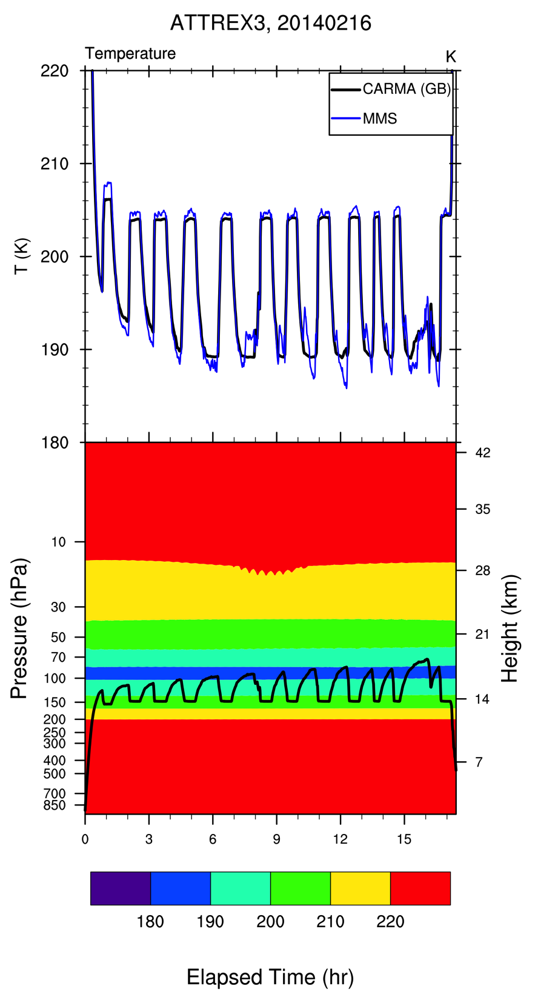 ATTREX3, 20140216
Temperature K
CARMA (GB)
MMS
T (K)
220
210
200
190
180
Pressure (hPa)
10
30
50
70
100
150
200
250
300
400
500
700
850
Height (km)
42
35
28
21
14
7
0 3 6 9 12 15
180 190 200 210 220
Elapsed Time (hr)